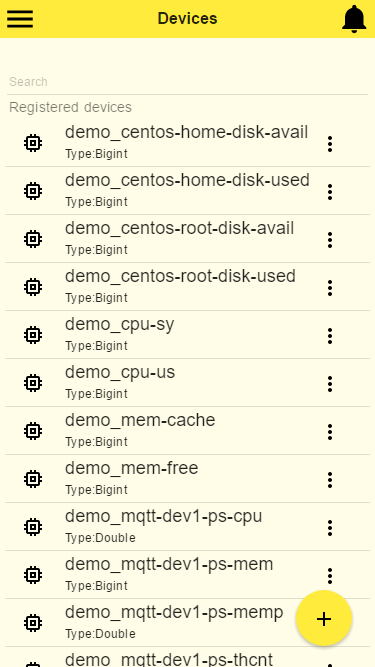 Devices
Search
Registered devices
demo_centos-home-disk-avail
Type:Bigint
demo_centos-home-disk-used
Type:Bigint
demo_centos-root-disk-avail
Type:Bigint
demo_centos-root-disk-used
Type:Bigint
demo_cpu-sy
Type:Bigint
demo_cpu-us
Type:Bigint
demo_mem-cache
Type:Bigint
demo_mem-free
Type:Bigint
demo_mqtt-dev1-ps-cpu
Type:Double
demo_mqtt-dev1-ps-mem
Type:Bigint
demo_mqtt-dev1-ps-memp
Type:Double
demo_mqtt-dev1-ps-thcnt